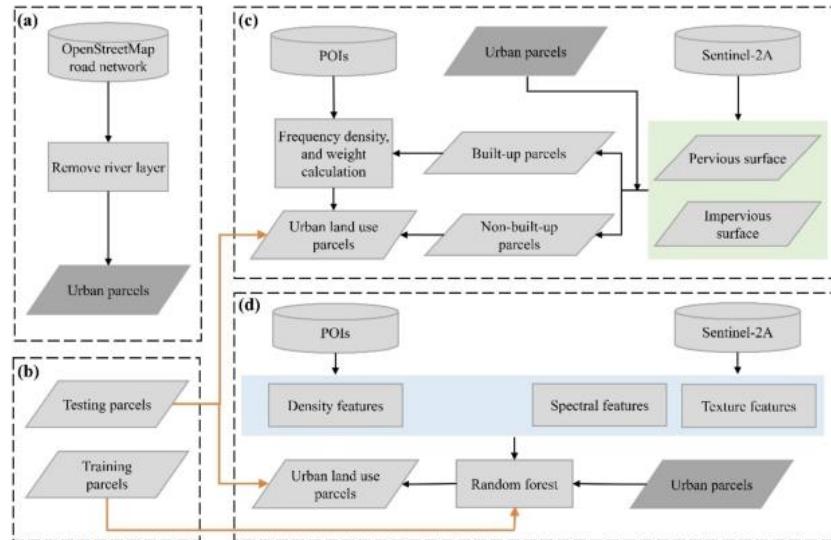 (a)
OpenStreetMap
road network
Remove river layer
Urban parcels
(b)
Testing parcels
Training
parcels
(c)
POIs
Urban parcels
Sentinel-2A
Frequency density,
and weight
calculation
Built-up parcels
Pervious surface
Urban land use
parcels
Non-built-up
parcels
Impervious
surface
(d)
POIs
Sentinel-2A
Density features
Spectral features
Texture features
Urban land use
parcels
Random forest
Urban parcels